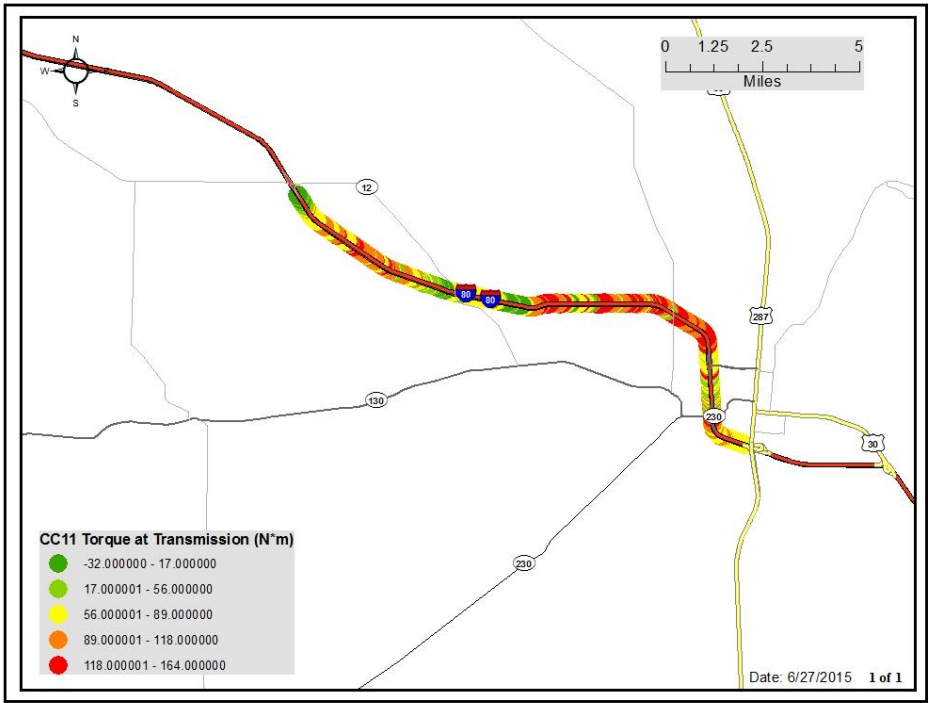 N
W
S
0 1.25 2.5 5
Miles
12
80
80
287
130
230
30
230
CC11 Torque at Transmission (N*m)
-32.000000 - 17.000000
17.000001 - 56.000000
56.000001 - 89.000000
89.000001 - 118.000000
118.000001 - 164.000000
Date: 6/27/2015 1 of 1